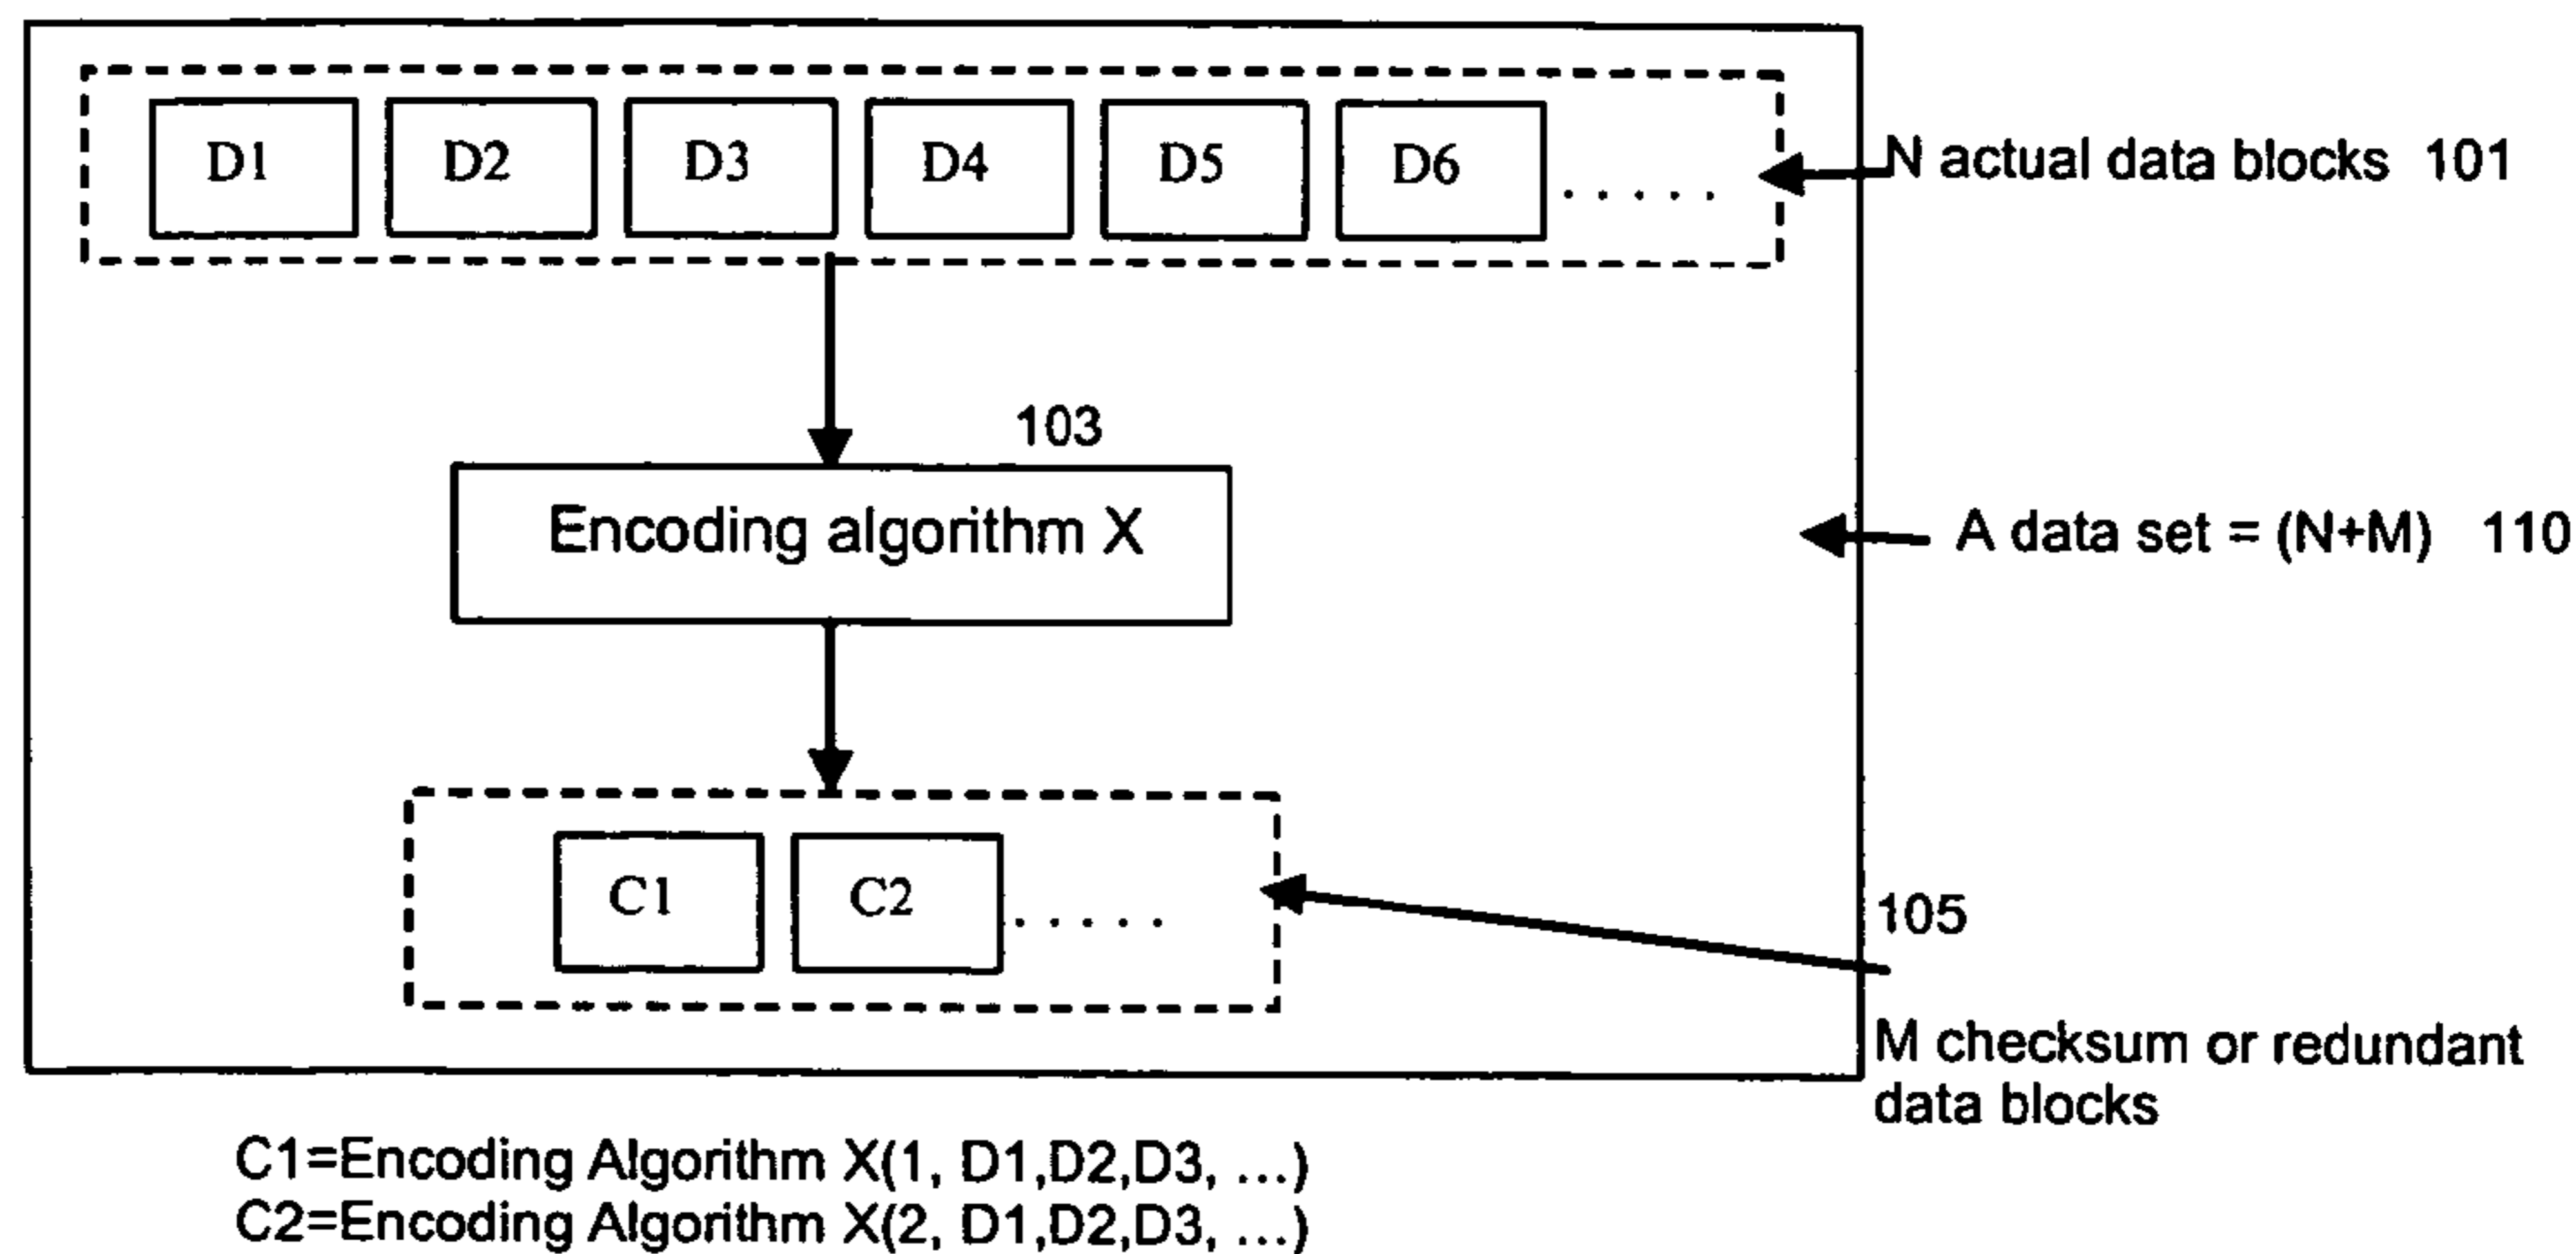 D1 D2 D3 D4 D5 D6 . . . . .
N actual data blocks 101
103
Encoding algorithm X
A data set = (N+M) 110
C1 C2 . . . . .
105
M checksum or redundant
data blocks
C1=Encoding Algorithm X(1, D1,D2,D3, ...)
C2=Encoding Algorithm X(2, D1,D2,D3, ...)